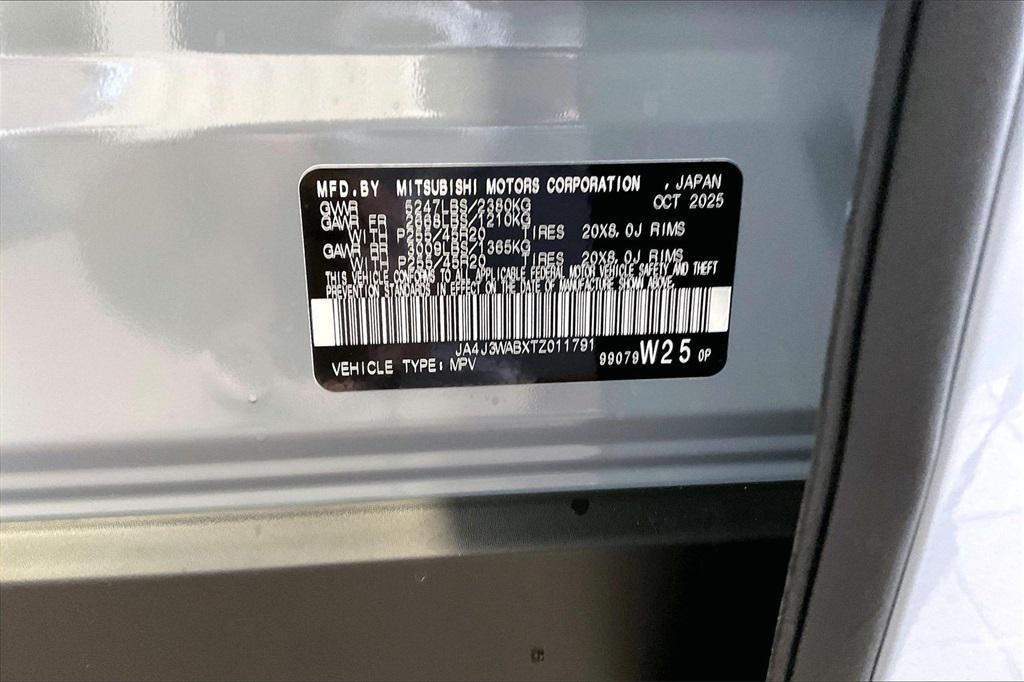 MFD.BY MITSUBISHI MOTORS CORPORATION , JAPAN
OCT 2025
GVWR 5247LBS/2380KG
GAWR FR 2668LBS/1210KG
WITH P255/45R20 TIRES 20X8.0J RIMS
GAWR RR 3009LBS/1365KG
WITH P255/45R20 TIRES 20X8.0J RIMS
THIS VEHICLE CONFORMS TO ALL APPLICABLE FEDERAL MOTOR VEHICLE SAFETY AND THEFT
PREVENTION STANDARDS IN EFFECT ON THE DATE OF MANUFACTURE SHOWN ABOVE.
JA4J3WABXTZ011791
VEHICLE TYPE: MPV 99079 W25 0P